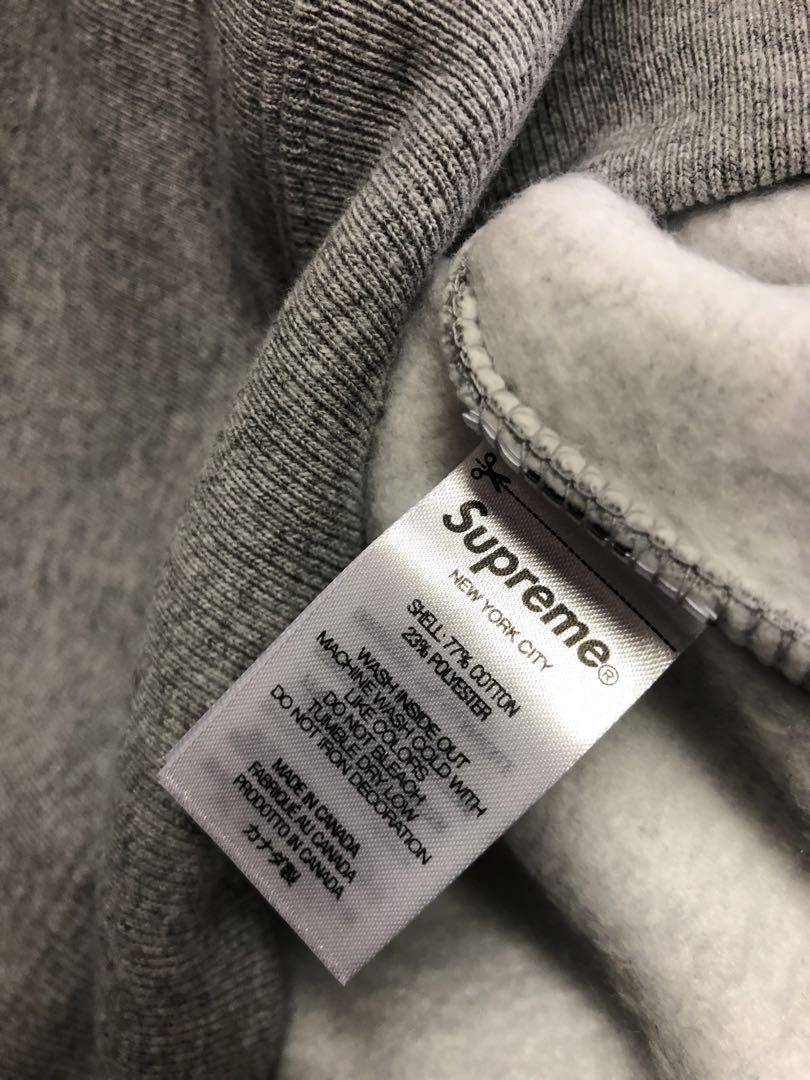 Supreme®
NEW YORK CITY
SHELL: 77% COTTON
23% POLYESTER
WASH INSIDE OUT
MACHINE WASH COLD WITH
LIKE COLORS
DO NOT BLEACH
TUMBLE DRY LOW
DO NOT IRON DECORATION
MADE IN CANADA
FABRIQUE AU CANADA
PRODOTTO IN CANADA
カナダ製